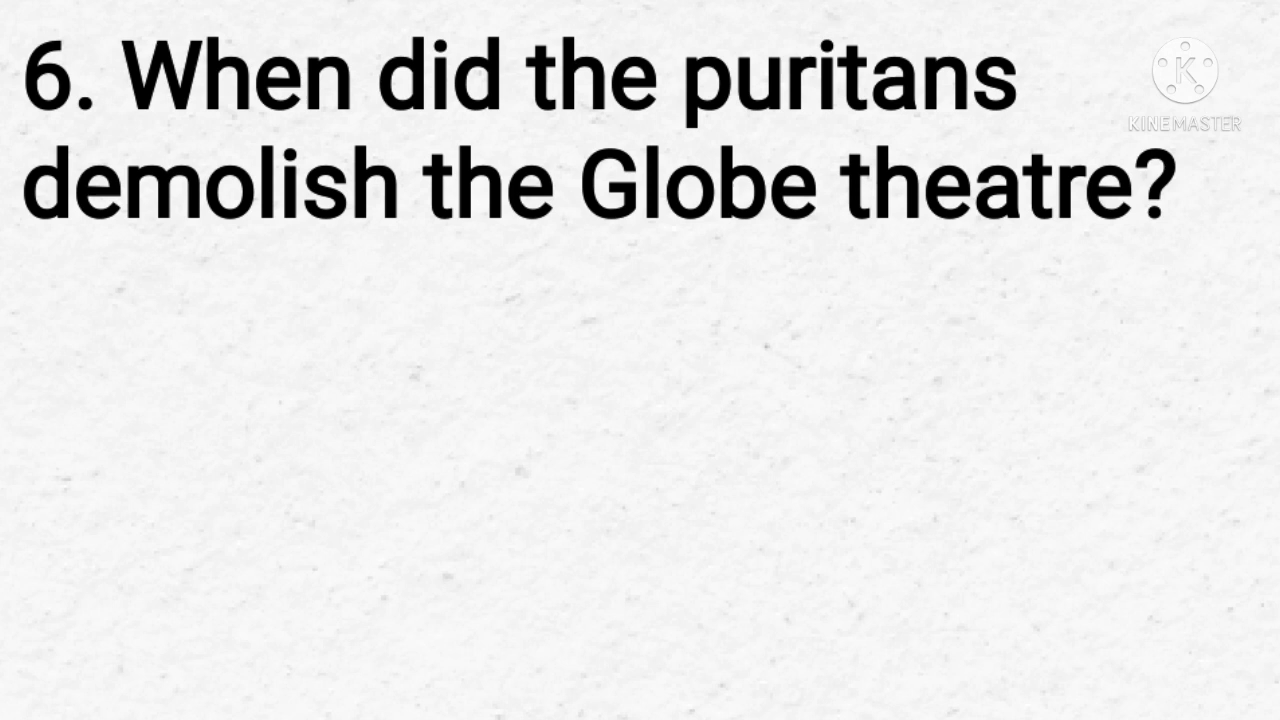 6. When did the puritans
demolish the Globe theatre?
K
KINEMASTER